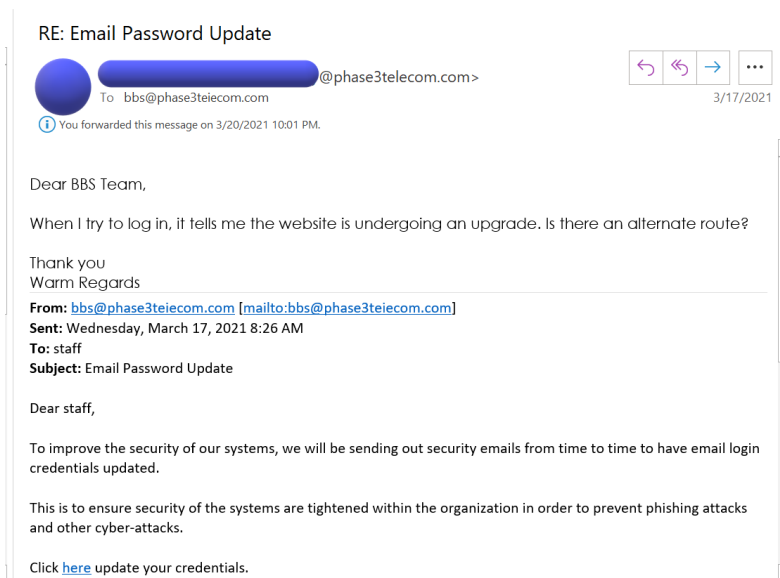 RE: Email Password Update
@phase3telecom.com>
To bbs@phase3teiecom.com
3/17/2021
You forwarded this message on 3/20/2021 10:01 PM.
Dear BBS Team,
When I try to log in, it tells me the website is undergoing an upgrade. Is there an alternate route?
Thank you
Warm Regards
From: bbs@phase3teiecom.com [mailto:bbs@phase3teiecom.com]
Sent: Wednesday, March 17, 2021 8:26 AM
To: staff
Subject: Email Password Update
Dear staff,
To improve the security of our systems, we will be sending out security emails from time to time to have email login
credentials updated.
This is to ensure security of the systems are tightened within the organization in order to prevent phishing attacks
and other cyber-attacks.
Click here update your credentials.